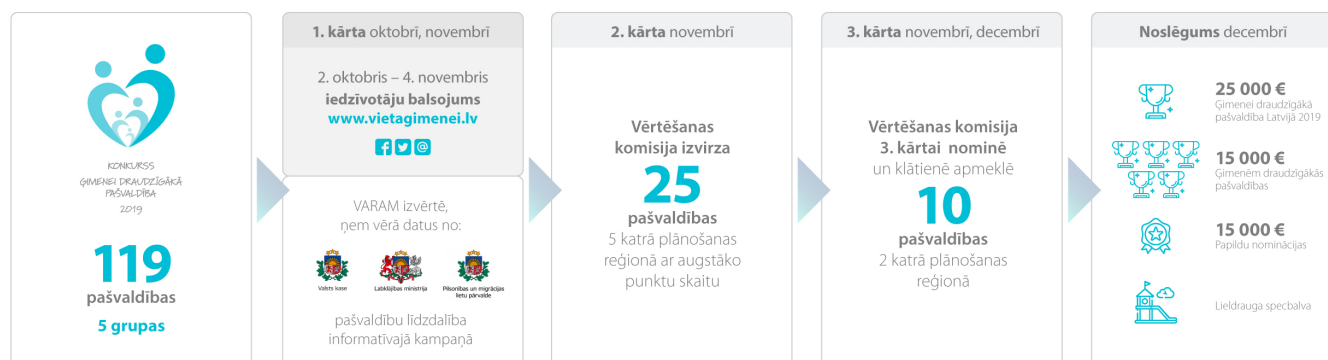 KONKURSS
ĢIMENEI DRAUDZĪGĀKĀ
PAŠVALDĪBA
2019
119
pašvaldības
5 grupas
1. kārta oktobrī, novembrī
2. oktobris – 4. novembris
iedzīvotāju balsojums
www.vietagimenei.lv
VARAM izvērtē,
ņem vērā datus no:
Valsts kase
Labklājības ministrija
Pilsonības un migrācijas
lietu pārvalde
pašvaldību līdzdalība
informatīvajā kampaņā
2. kārta novembrī
Vērtēšanas
komisija izvirza
25
pašvaldības
5 katrā plānošanas
reģionā ar augstāko
punktu skaitu
3. kārta novembrī, decembrī
Vērtēšanas komisija
3. kārtai nominē
un klātienē apmeklē
10
pašvaldības
2 katrā plānošanas
reģionā
Noslēgums decembrī
25 000 €
Ģimenei draudzīgākā
pašvaldība Latvijā 2019
15 000 €
Ģimenēm draudzīgākās
pašvaldības
15 000 €
Papildu nominācijas
Lieldrauga specbalva